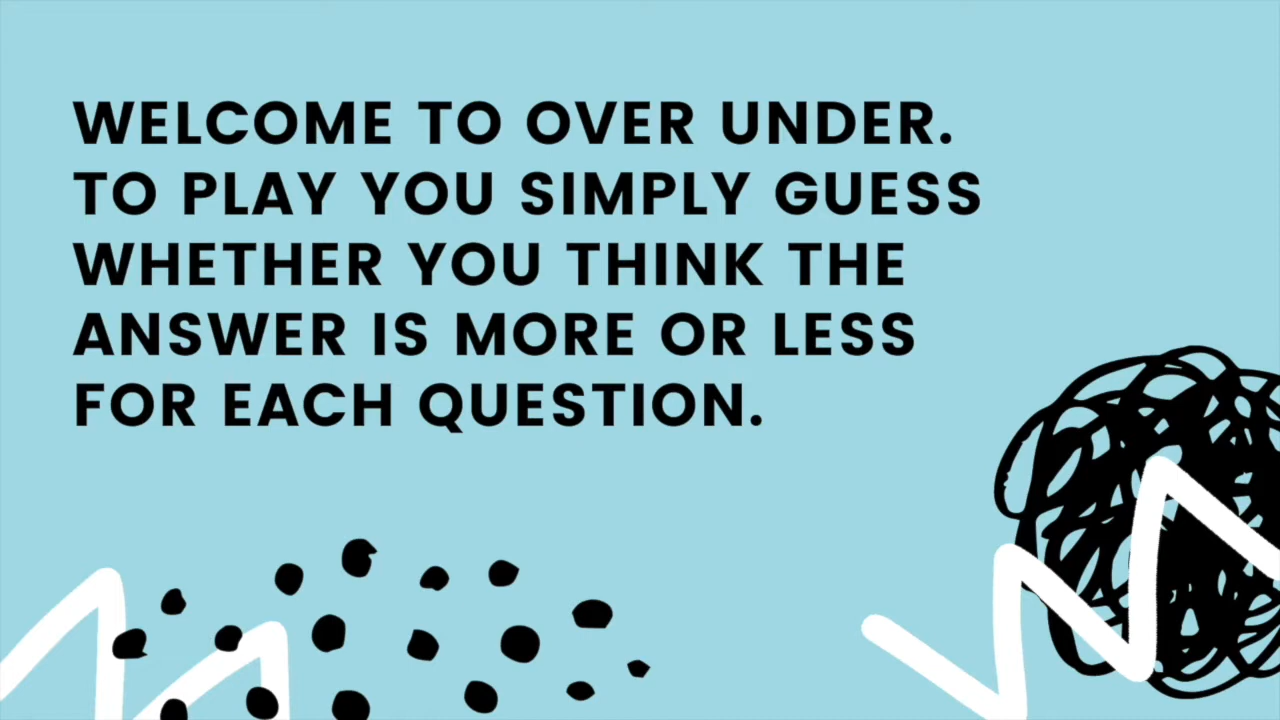 WELCOME TO OVER UNDER.
TO PLAY YOU SIMPLY GUESS
WHETHER YOU THINK THE
ANSWER IS MORE OR LESS
FOR EACH QUESTION.